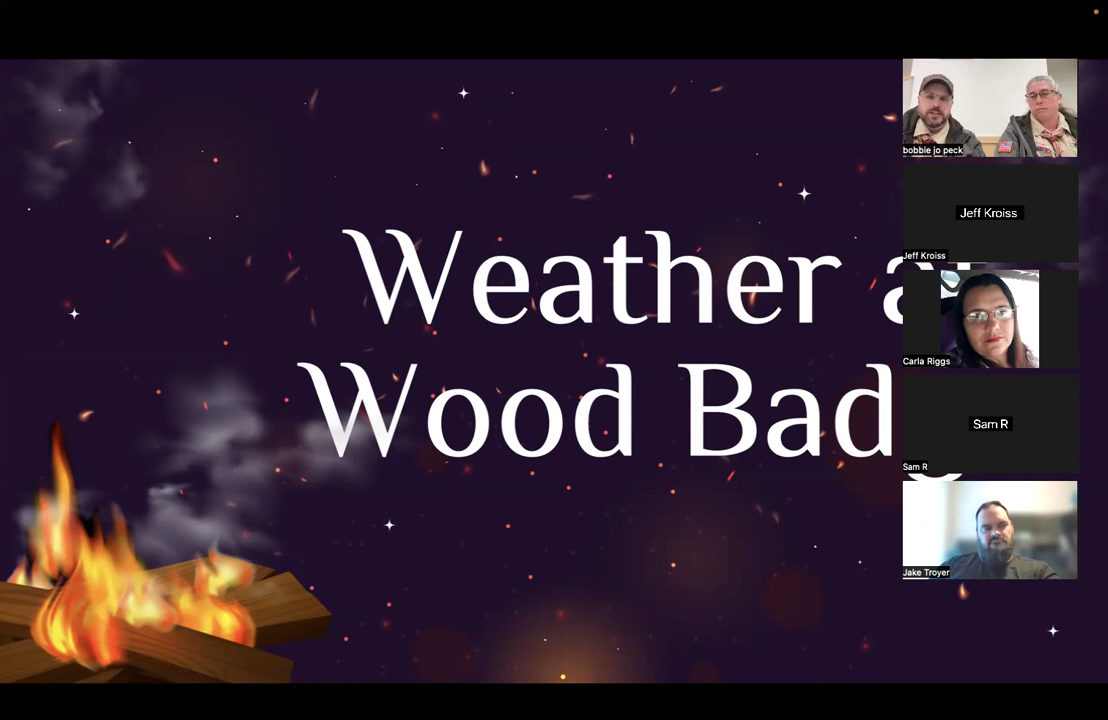 Weather a
Wood Bad
bobbie jo peck
Jeff Kroiss
Jeff Kroiss
Carla Riggs
Sam R
Sam R
Jake Troyer